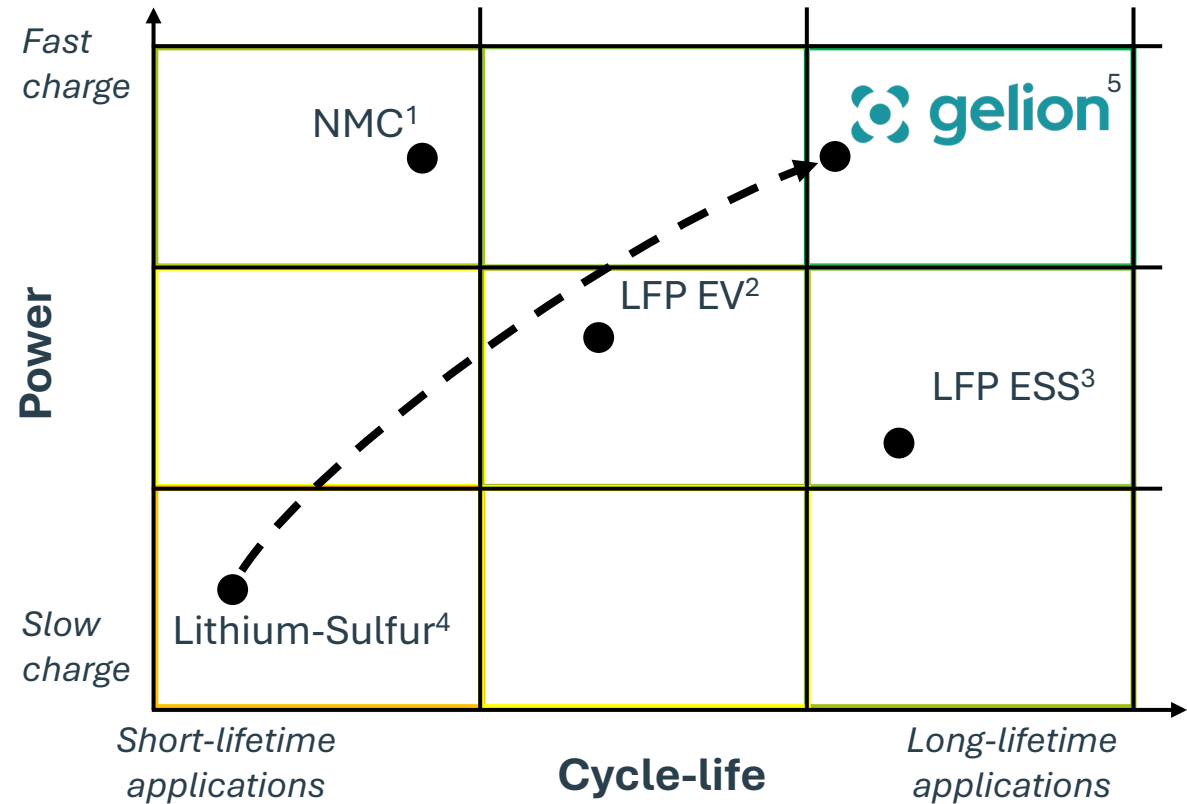 Fast
charge
NMC¹
gelion⁵
LFP EV²
Power
LFP ESS³
Slow
charge
Lithium-Sulfur⁴
Short-lifetime
applications
Cycle-life
Long-lifetime
applications